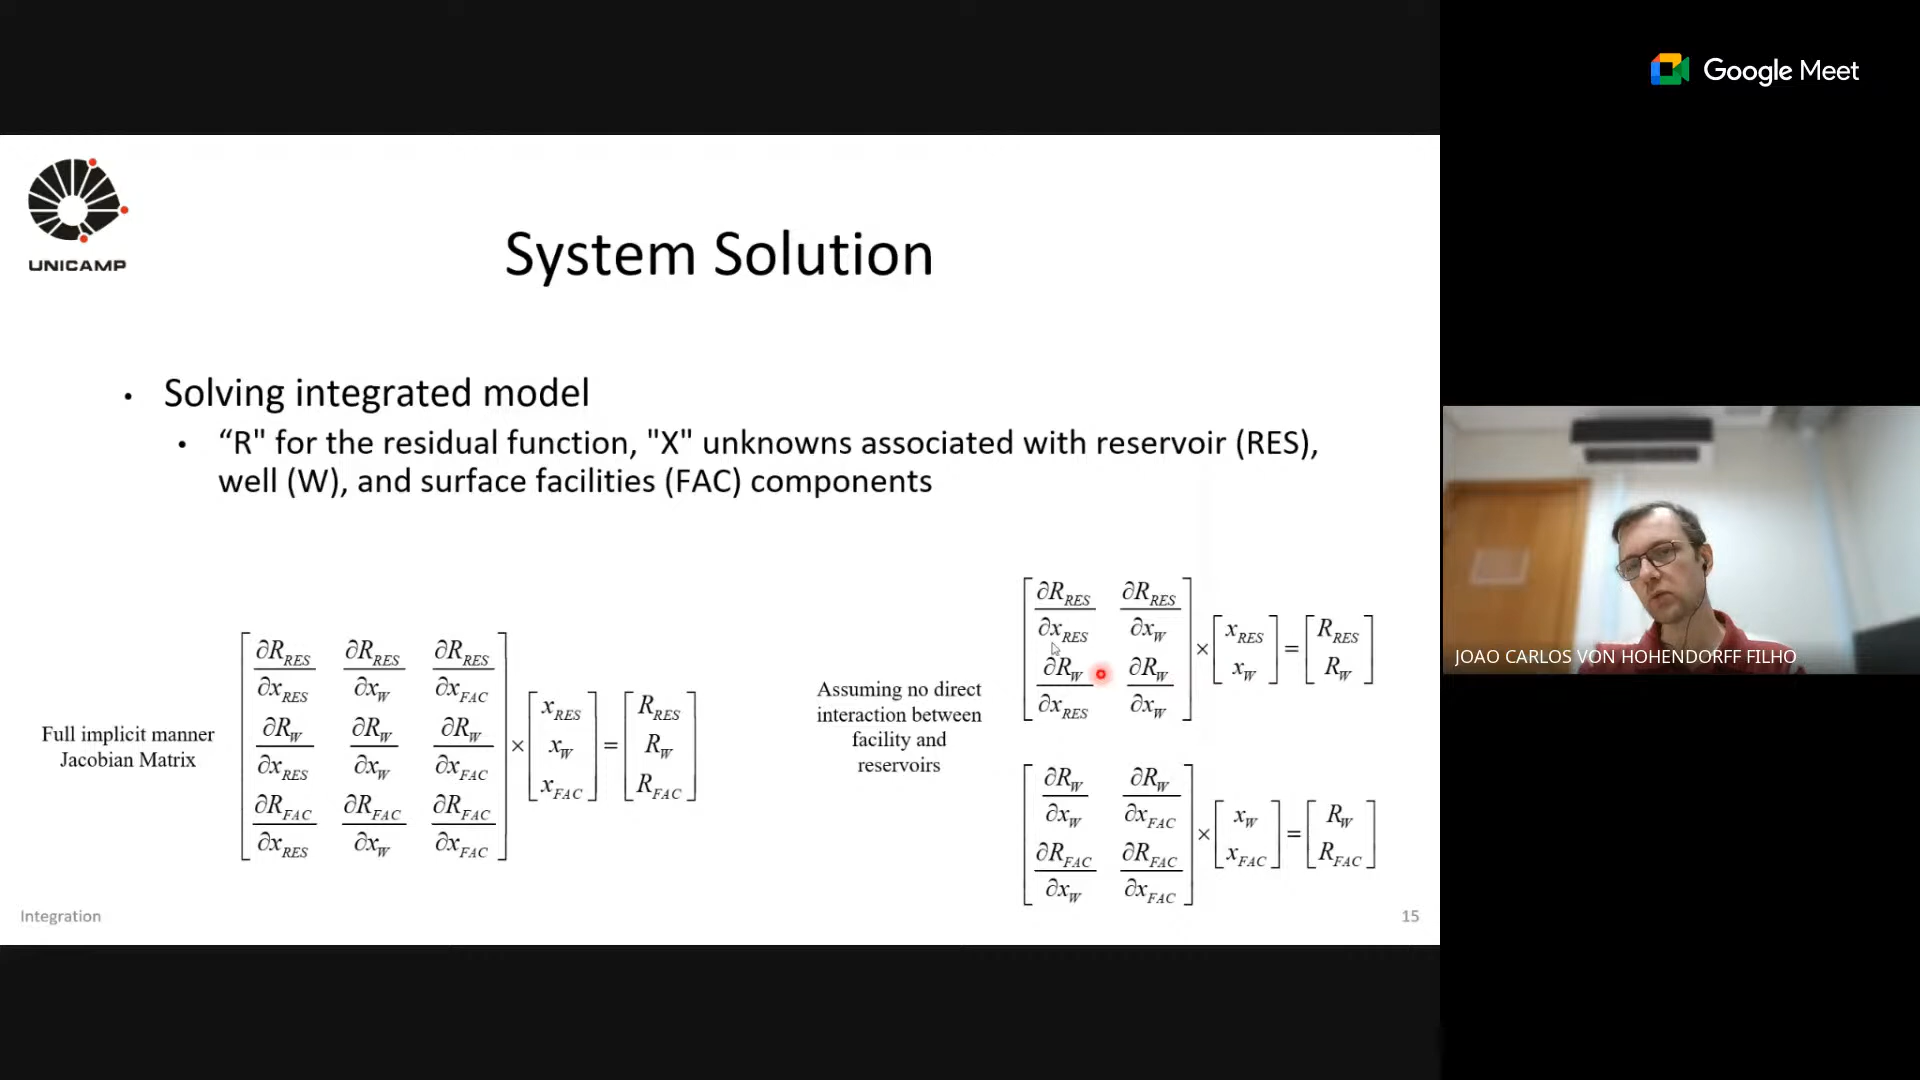 Google Meet
UNICAMP
System Solution
• Solving integrated model
• “R" for the residual function, "X" unknowns associated with reservoir (RES),
well (W), and surface facilities (FAC) components
Full implicit manner
Jacobian Matrix
∂R_RES ∂R_RES ∂R_RES
∂x_RES ∂x_W ∂x_FAC
∂R_W ∂R_W ∂R_W
∂x_RES ∂x_W ∂x_FAC
∂R_FAC ∂R_FAC ∂R_FAC
∂x_RES ∂x_W ∂x_FAC
×
x_RES
x_W
x_FAC
=
R_RES
R_W
R_FAC
Assuming no direct
interaction between
facility and
reservoirs
∂R_RES ∂R_RES
∂x_RES ∂x_W
∂R_W ∂R_W
∂x_RES ∂x_W
×
x_RES
x_W
=
R_RES
R_W
∂R_W ∂R_W
∂x_W ∂x_FAC
∂R_FAC ∂R_FAC
∂x_W ∂x_FAC
×
x_W
x_FAC
=
R_W
R_FAC
Integration
15
JOAO CARLOS VON HOHENDORFF FILHO